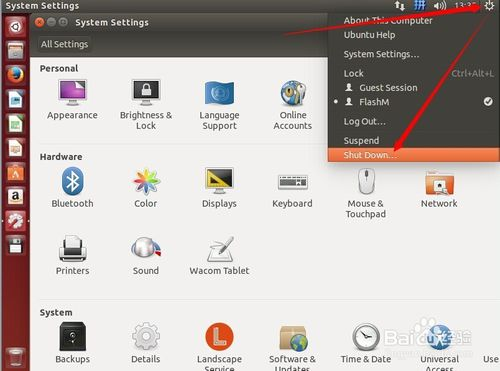 System Settings
System Settings
All Settings
About This Computer
Ubuntu Help
System Settings...
Lock Ctrl+Alt+L
Guest Session
FlashM
Log Out...
Suspend
Shut Down...
Personal
Appearance
Brightness & Lock
Language Support
Online Accounts
Hardware
Bluetooth
Color
Displays
Keyboard
Mouse & Touchpad
Network
Printers
Sound
Wacom Tablet
System
Backups
Details
Landscape Service
Software & Updates
Time & Date
Universal Access
Use
Baidu 经验